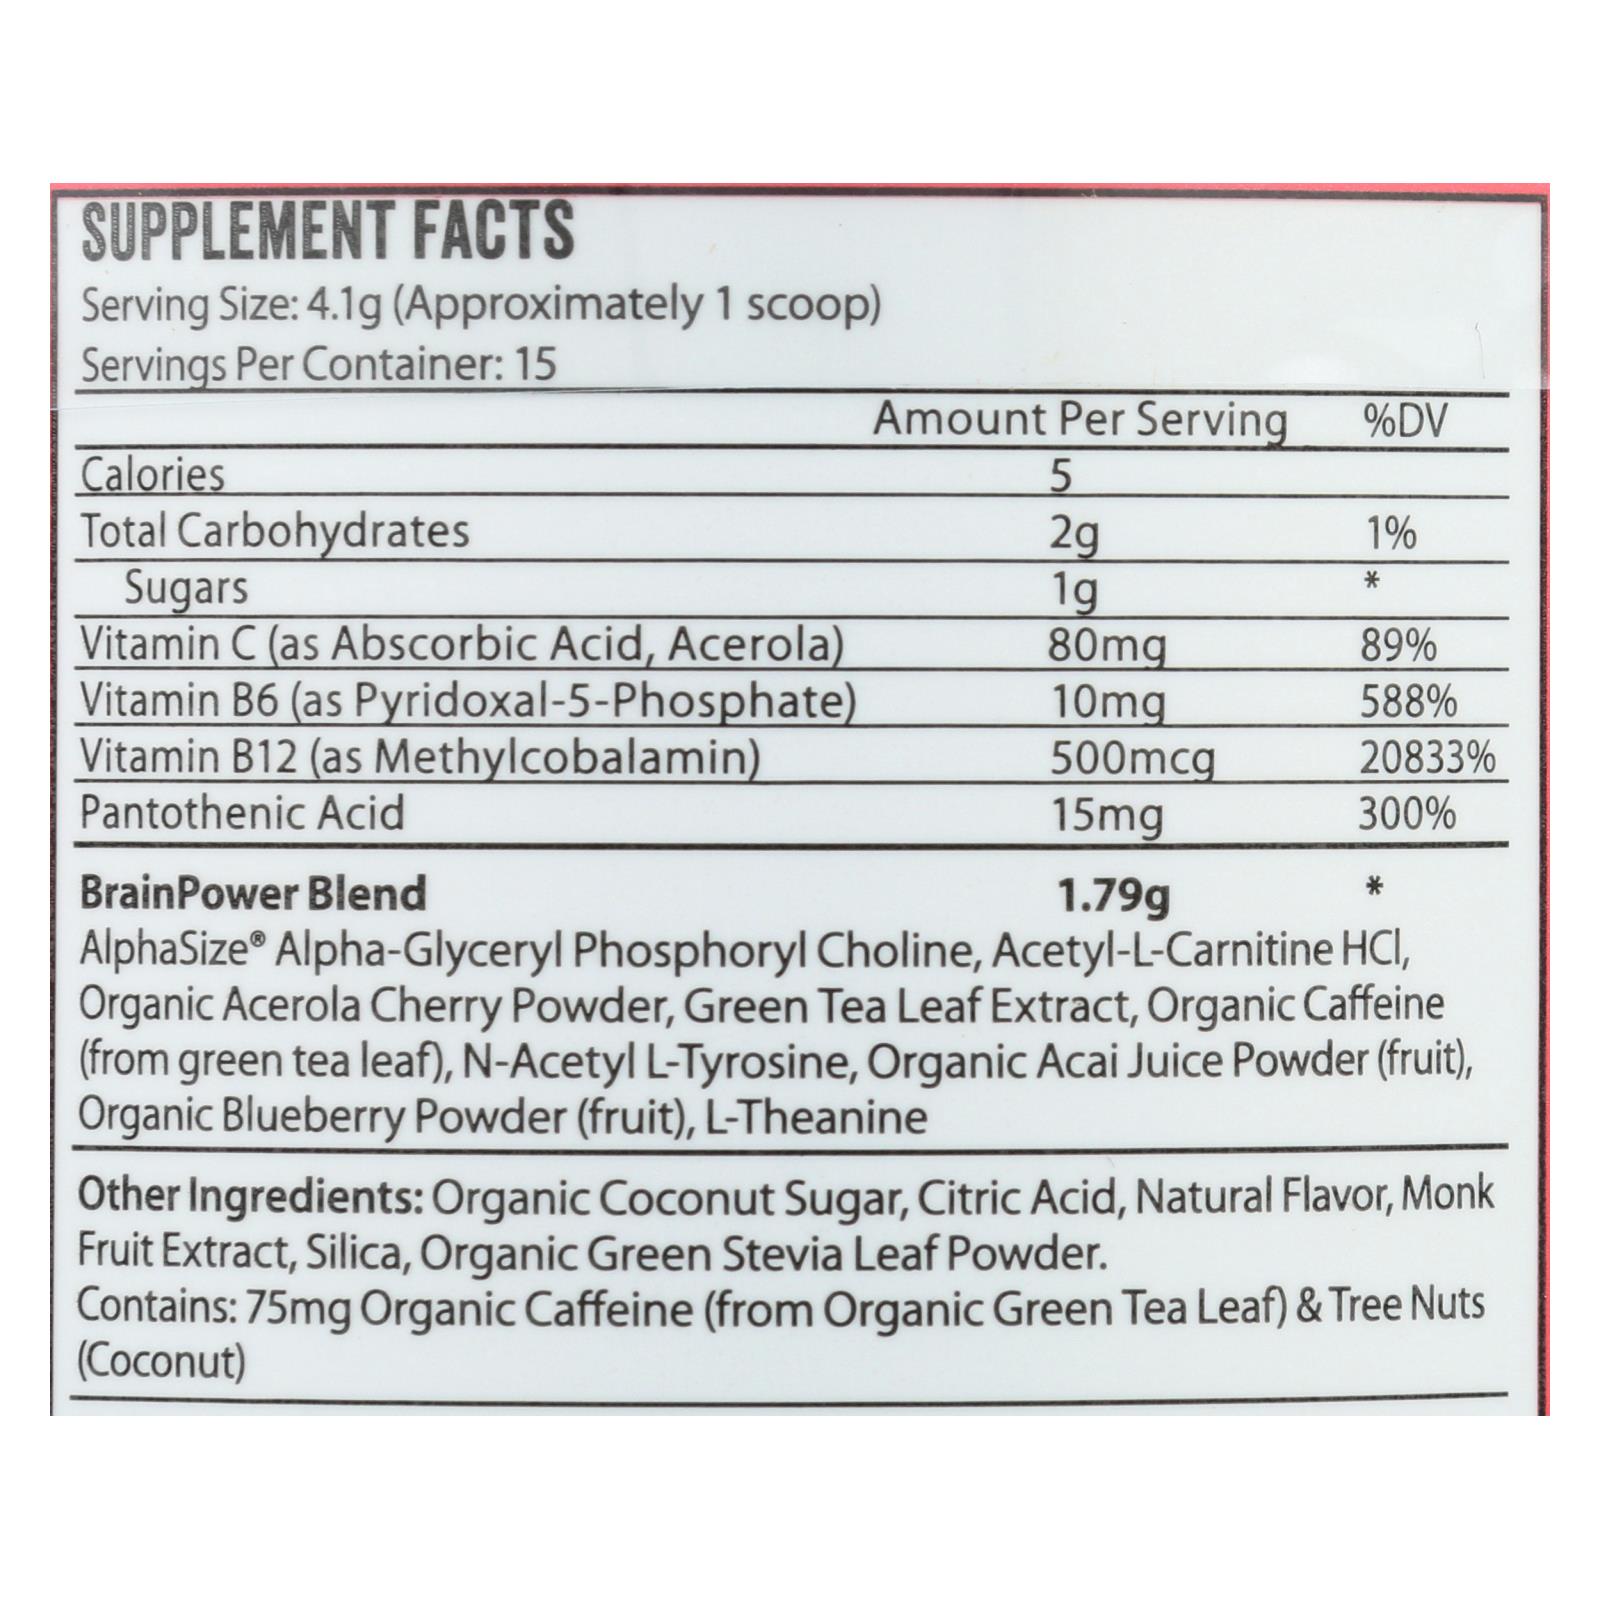 SUPPLEMENT FACTS
Serving Size: 4.1g (Approximately 1 scoop)
Servings Per Container: 15
Amount Per Serving %DV
Calories 5
Total Carbohydrates 2g 1%
Sugars 1g *
Vitamin C (as Abscorbic Acid, Acerola) 80mg 89%
Vitamin B6 (as Pyridoxal-5-Phosphate) 10mg 588%
Vitamin B12 (as Methylcobalamin) 500mcg 20833%
Pantothenic Acid 15mg 300%
BrainPower Blend 1.79g *
AlphaSize® Alpha-Glyceryl Phosphoryl Choline, Acetyl-L-Carnitine HCl,
Organic Acerola Cherry Powder, Green Tea Leaf Extract, Organic Caffeine
(from green tea leaf), N-Acetyl L-Tyrosine, Organic Acai Juice Powder (fruit),
Organic Blueberry Powder (fruit), L-Theanine
Other Ingredients: Organic Coconut Sugar, Citric Acid, Natural Flavor, Monk
Fruit Extract, Silica, Organic Green Stevia Leaf Powder.
Contains: 75mg Organic Caffeine (from Organic Green Tea Leaf) & Tree Nuts
(Coconut)